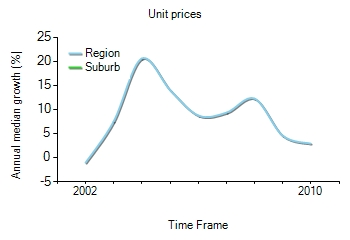 Unit prices
Annual median growth (%)
25
20
15
10
5
0
-5
Region
Suburb
2002
2010
Time Frame